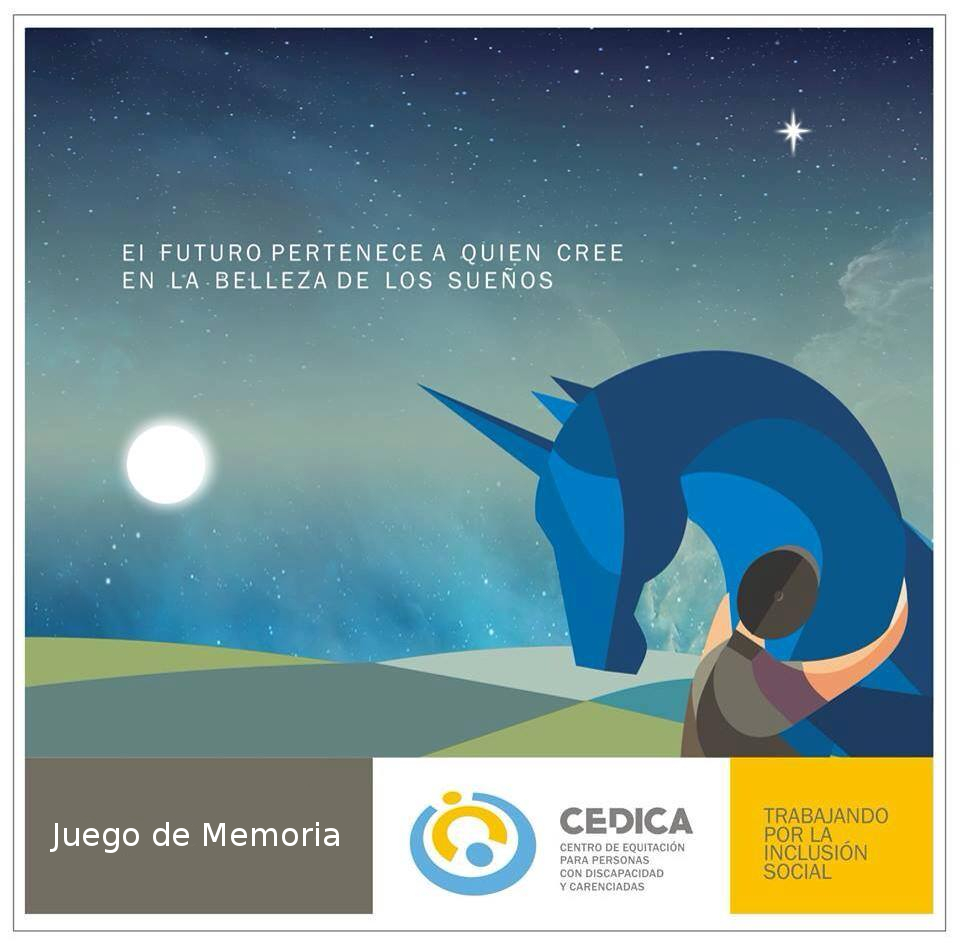 El FUTURO PERTENECE A QUIEN CREE
EN LA BELLEZA DE LOS SUEÑOS
Juego de Memoria
CEDICA
CENTRO DE EQUITACIÓN
PARA PERSONAS
CON DISCAPACIDAD
Y CARENCIADAS
TRABAJANDO
POR LA
INCLUSIÓN
SOCIAL